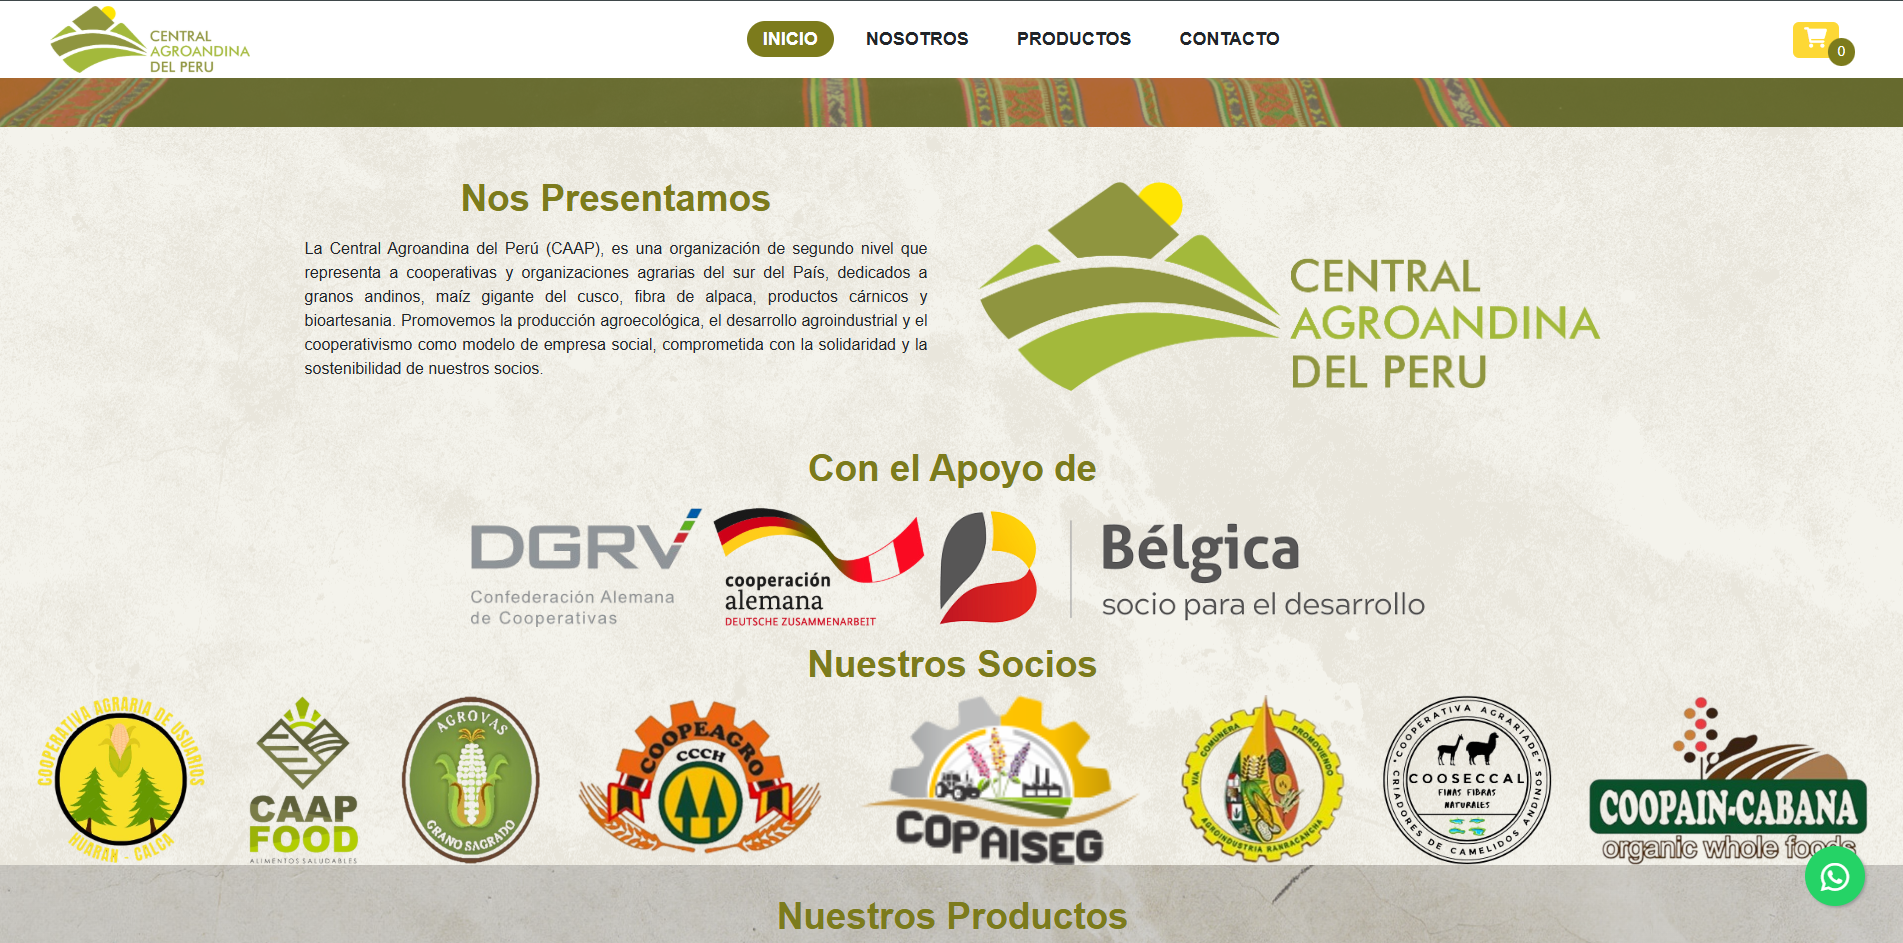 CENTRAL
AGROANDINA
DEL PERU
INICIO
NOSOTROS
PRODUCTOS
CONTACTO
0
Nos Presentamos
La Central Agroandina del Perú (CAAP), es una organización de segundo nivel que
representa a cooperativas y organizaciones agrarias del sur del País, dedicados a
granos andinos, maíz gigante del cusco, fibra de alpaca, productos cárnicos y
bioartesania. Promovemos la producción agroecológica, el desarrollo agroindustrial y el
cooperativismo como modelo de empresa social, comprometida con la solidaridad y la
sostenibilidad de nuestros socios.
CENTRAL
AGROANDINA
DEL PERU
Con el Apoyo de
DGRV
Confederación Alemana
de Cooperativas
cooperación
alemana
DEUTSCHE ZUSAMMENARBEIT
Bélgica
socio para el desarrollo
Nuestros Socios
COOPERATIVA AGRARIA DE USUARIOS
HUARAN - CALCA
CAAP
FOOD
ALIMENTOS SALUDABLES
AGROVAS
GRANO SAGRADO
COOPEAGRO
CCCH
COPAISEG
VIA COMUNERA PROMOVIENDO
AGROINDUSTRIA RANRACANCHA
COOPERATIVA AGRARIA DE
COOSECCAL
FINAS FIBRAS
NATURALES
CRIADORES DE CAMELIDOS ANDINOS
COOPAIN-CABANA
organic whole foods
Nuestros Productos